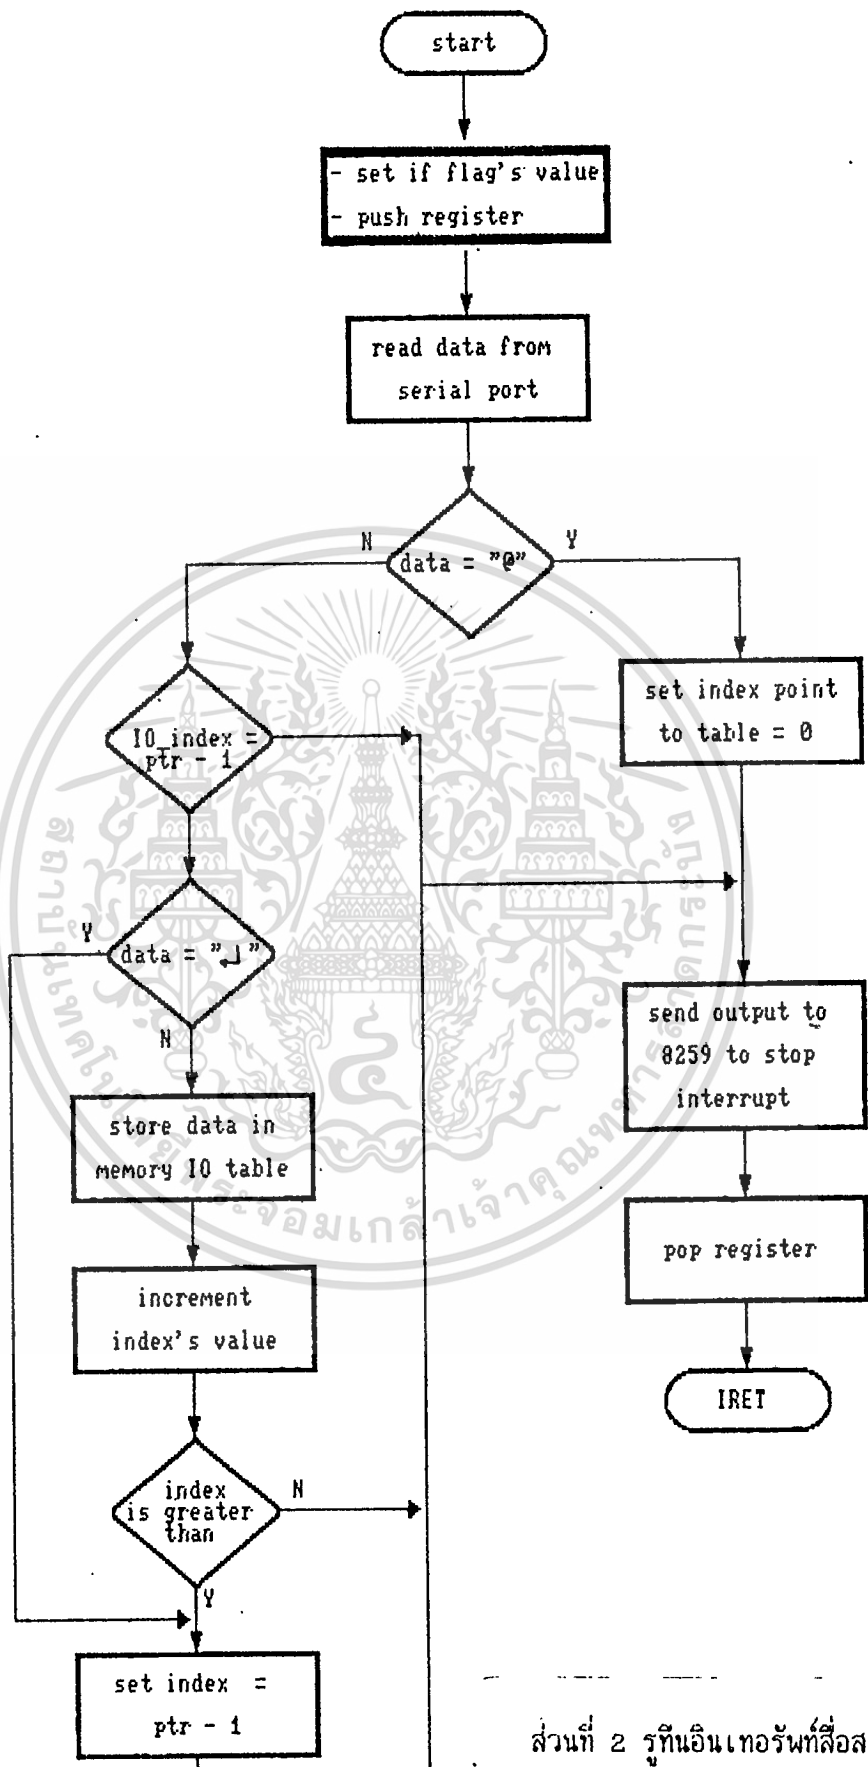 start
- set if flag's value
- push register
read data from
serial port
N
data = "@"
Y
IO_index =
ptr - 1
set index point
to table = 0
Y
data = "↲"
N
send output to
8259 to stop
interrupt
store data in
memory IO table
pop register
increment
index's value
IRET
index
is greater
than
N
Y
set index =
ptr - 1
ส่วนที่ 2 รูทีนอินเทอรัพท์สื่อส